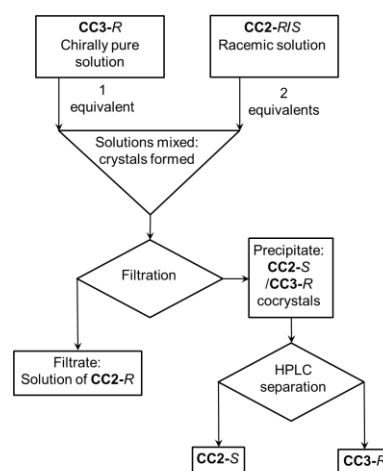 CC3-R
Chirally pure
solution
CC2-R/S
Racemic solution
1
equivalent
2
equivalents
Solutions mixed:
crystals formed
Filtration
Precipitate:
CC2-S
/CC3-R
cocrystals
Filtrate:
Solution of CC2-R
HPLC
separation
CC2-S
CC3-R